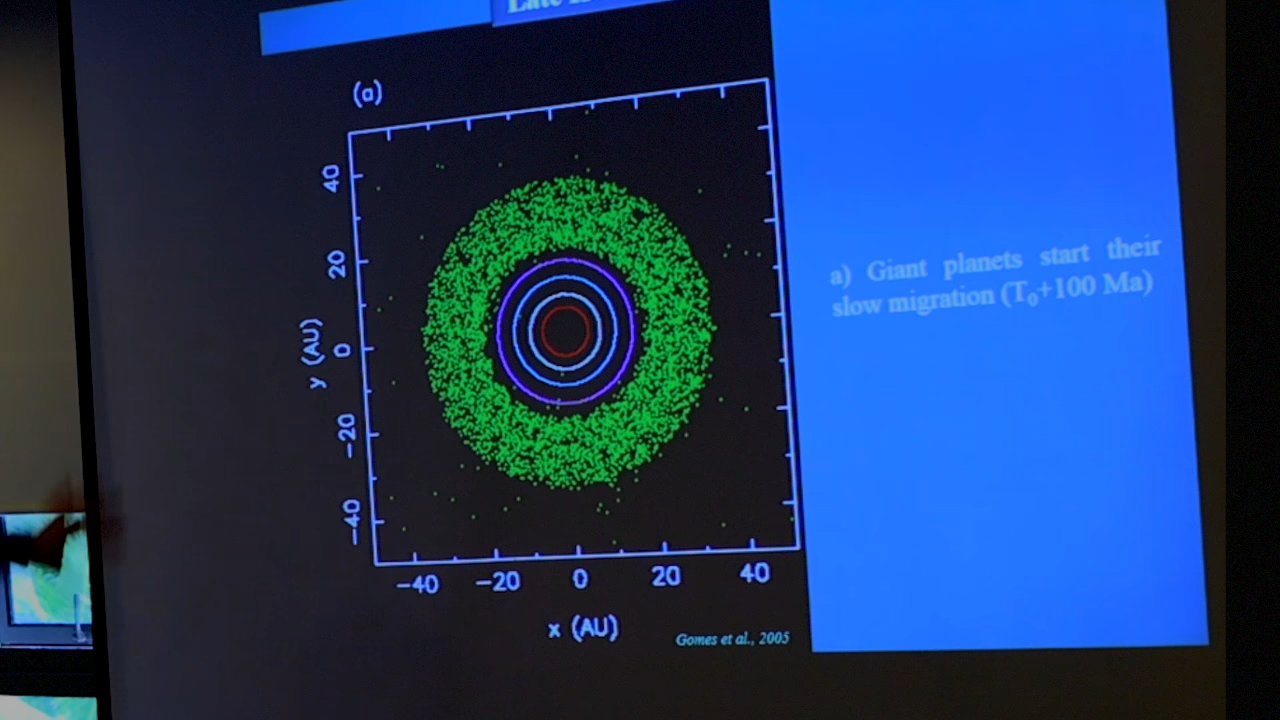 Late
(a)
40
20
0
−20
−40
y (AU)
−40 −20 0 20 40
x (AU)
Gomes et al., 2005
a) Giant planets start their
slow migration (T₀+100 Ma)